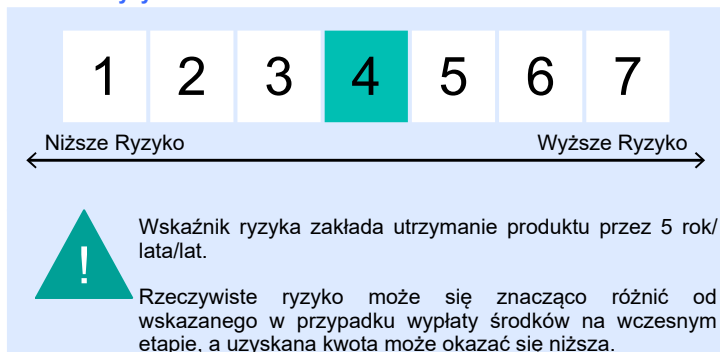 1 2 3 4 5 6 7
Niższe Ryzyko Wyższe Ryzyko
!
Wskaźnik ryzyka zakłada utrzymanie produktu przez 5 rok/
lata/lat.
Rzeczywiste ryzyko może się znacząco różnić od
wskazanego w przypadku wypłaty środków na wczesnym
etapie, a uzyskana kwota może okazać się niższa.